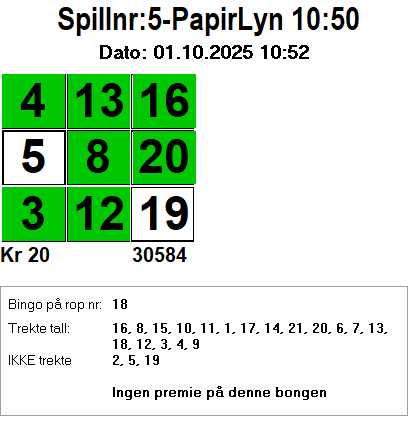 Spillnr:5-PapirLyn 10:50
Dato: 01.10.2025 10:52
4 13 16
5 8 20
3 12 19
Kr 20 30584
Bingo på rop nr: 18
Trekte tall: 16, 8, 15, 10, 11, 1, 17, 14, 21, 20, 6, 7, 13,
18, 12, 3, 4, 9
IKKE trekte 2, 5, 19
Ingen premie på denne bongen